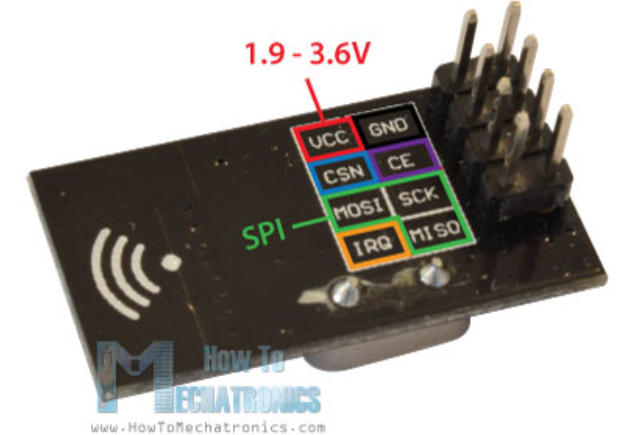 1.9 - 3.6V
VCC GND
CSN CE
MOSI SCK
SPI
IRQ MISO
How To
MECHATRONICS
www.HowToMechatronics.com